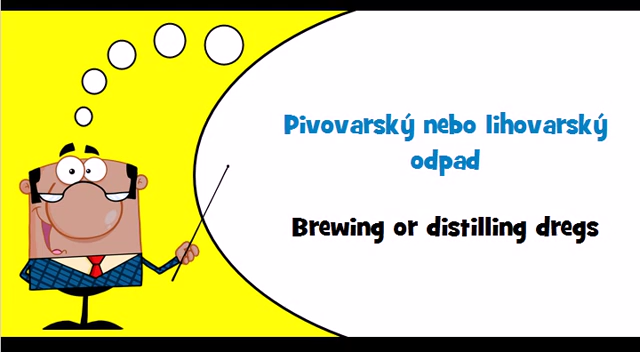 Pivovarský nebo lihovarský
odpad
Brewing or distilling dregs